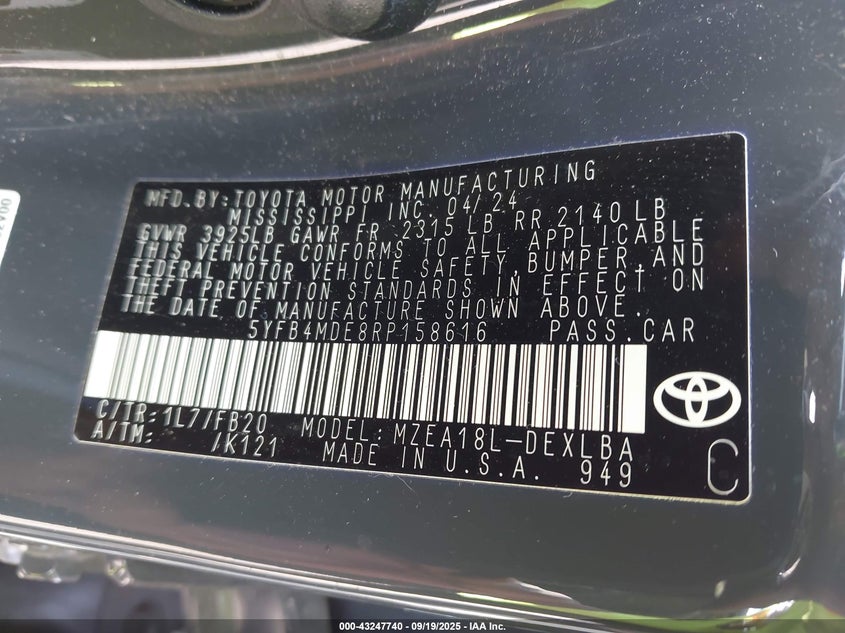 MFD. BY: TOYOTA MOTOR MANUFACTURING
MISSISSIPPI INC. 04/24
GVWR 3925LB GAWR FR 2315 LB RR 2140 LB
THIS VEHICLE CONFORMS TO ALL APPLICABLE
FEDERAL MOTOR VEHICLE SAFETY, BUMPER, AND
THEFT PREVENTION STANDARDS IN EFFECT ON
THE DATE OF MANUFACTURE SHOWN ABOVE.
5YFB4MDE8RP158616 PASS. CAR
C/TR: 1L7/FB20 MODEL: MZEA18L-DEXLBA
A/TM: /K121 MADE IN U.S.A. 949
C
000-43247740 - 09/19/2025 - IAA Inc.